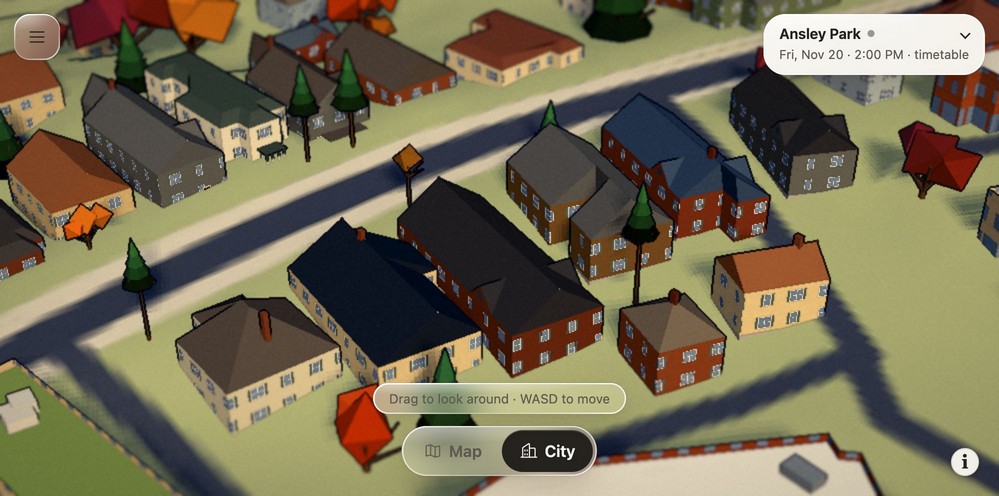 Ansley Park
Fri, Nov 20 · 2:00 PM · timetable
Drag to look around · WASD to move
Map
City